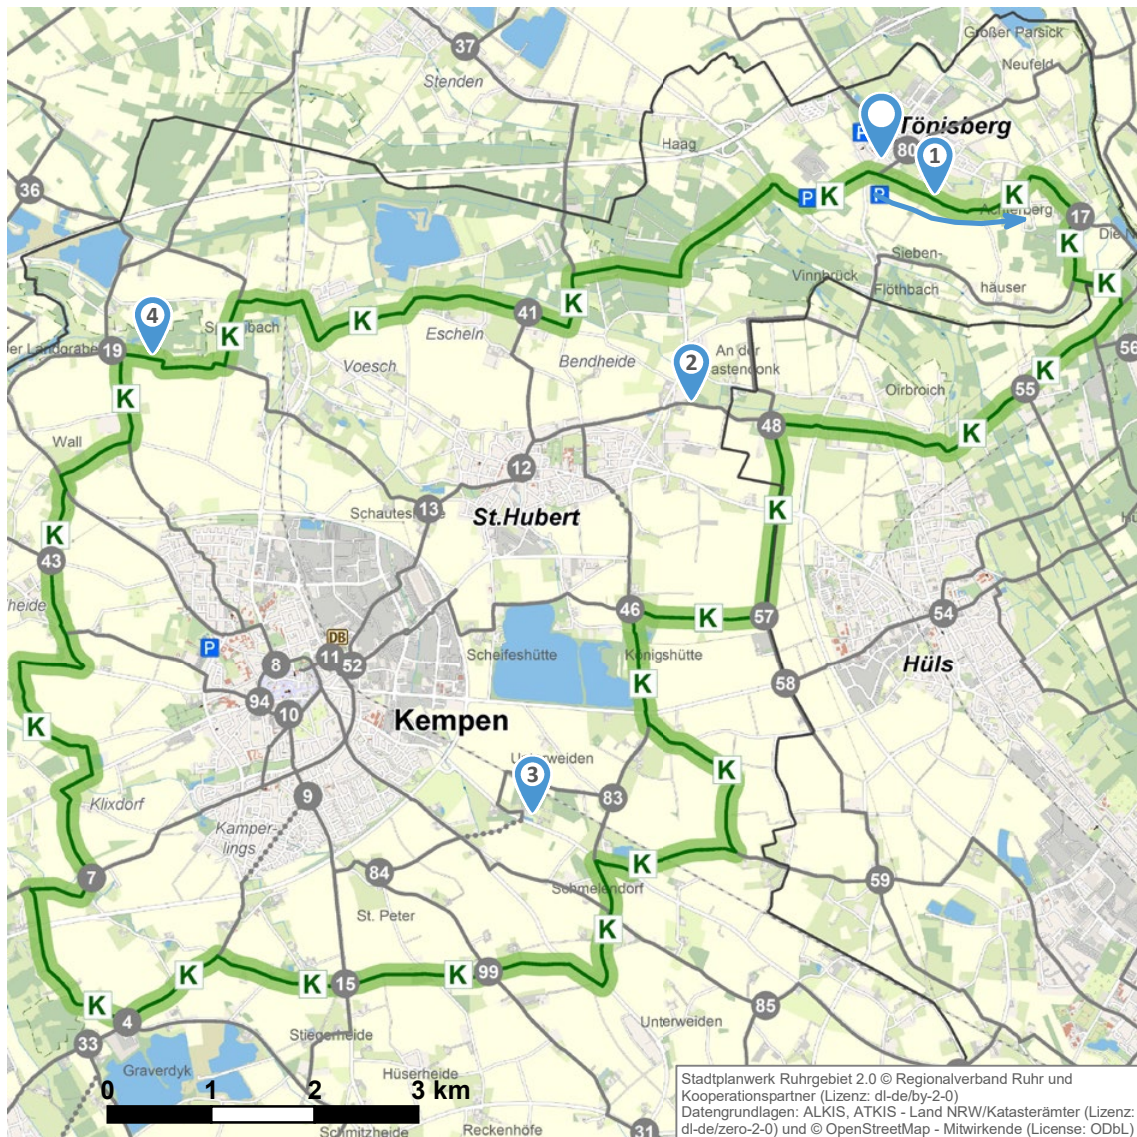 37
Stenden
Großer Parsick
Neufeld
Tönisberg
P
80
1
Haag
36
P
K
P
K
Achterberg
17
K
Sieben-
Vinnbrück
Flöthbach
häuser
K
K
4
K
K
41
Escheln
19
Voesch
Bendheide
2
An der
56
K
55
K
Oirbroich
Wall
48
K
12
13
St.Hubert
K
K
43
46
K
57
54
P
DB
11
52
8
Scheifeshütte
Königshütte
Hüls
58
K
94
10
K
Kempen
3
K
9
83
Klixdorf
Kamper-
lings
7
84
K
Schmelendorf
59
St. Peter
K
K
K
15
K
99
K
4
33
Stiegerheide
Unterweiden
85
Graverdyk
Hüserheide
0
1
2
3 km
Schmitzheide
Reckenhöfe
31
Stadtplanwerk Ruhrgebiet 2.0 © Regionalverband Ruhr und
Kooperationspartner (Lizenz: dl-de/by-2-0)
Datengrundlagen: ALKIS, ATKIS - Land NRW/Katasterämter (Lizenz:
dl-de/zero-2-0) und © OpenStreetMap - Mitwirkende (License: ODbL)